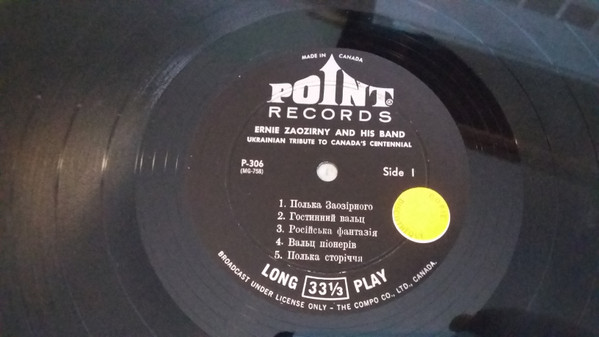 MADE IN CANADA
POINT®
RECORDS
ERNIE ZAOZIRNY AND HIS BAND
UKRAINIAN TRIBUTE TO CANADA'S CENTENNIAL
P-306
(MG-758)
Side I
1. Полька Заозірного
2. Гостинний вальц
3. Російська фантазія
4. Вальц піонерів
5. Полька сторіччя
LONG 33⅓ PLAY
BROADCAST UNDER LICENSE ONLY - THE COMPO CO., LTD., CANADA.